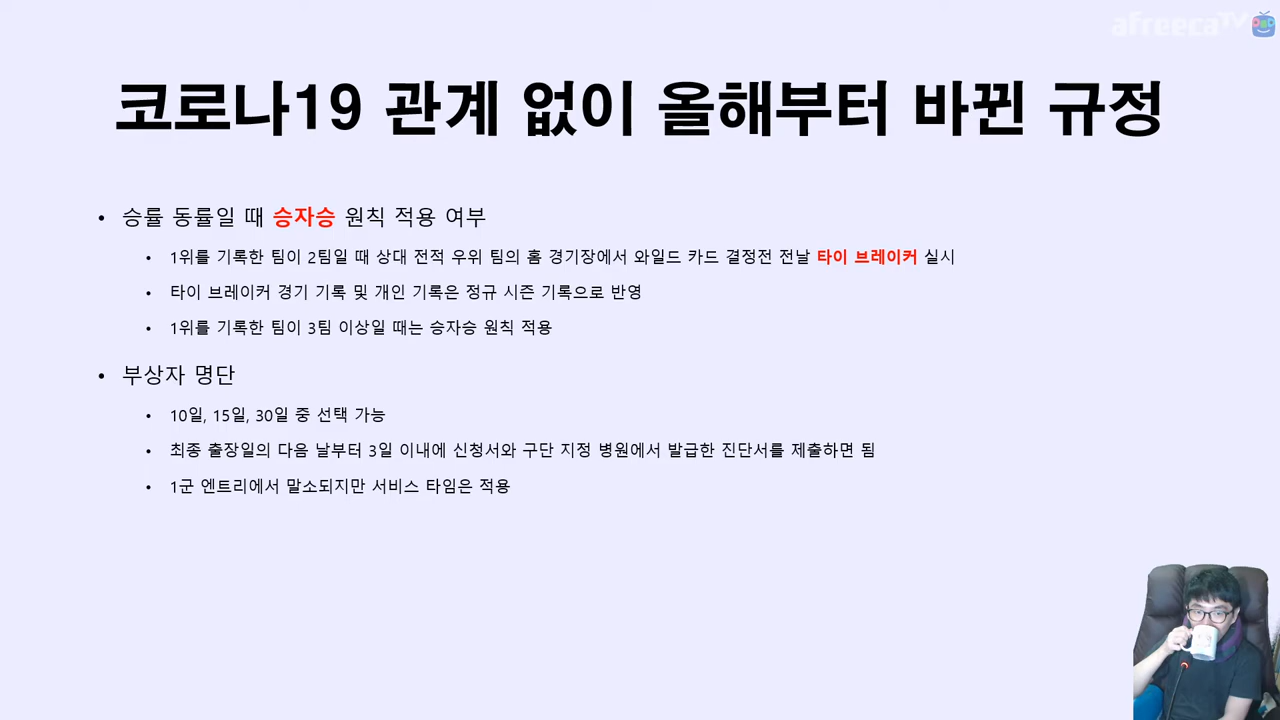 afreecaTV
코로나19 관계 없이 올해부터 바뀐 규정
• 승률 동률일 때 승자승 원칙 적용 여부
• 1위를 기록한 팀이 2팀일 때 상대 전적 우위 팀의 홈 경기장에서 와일드 카드 결정전 전날 타이 브레이커 실시
• 타이 브레이커 경기 기록 및 개인 기록은 정규 시즌 기록으로 반영
• 1위를 기록한 팀이 3팀 이상일 때는 승자승 원칙 적용
• 부상자 명단
• 10일, 15일, 30일 중 선택 가능
• 최종 출장일의 다음 날부터 3일 이내에 신청서와 구단 지정 병원에서 발급한 진단서를 제출하면 됨
• 1군 엔트리에서 말소되지만 서비스 타임은 적용